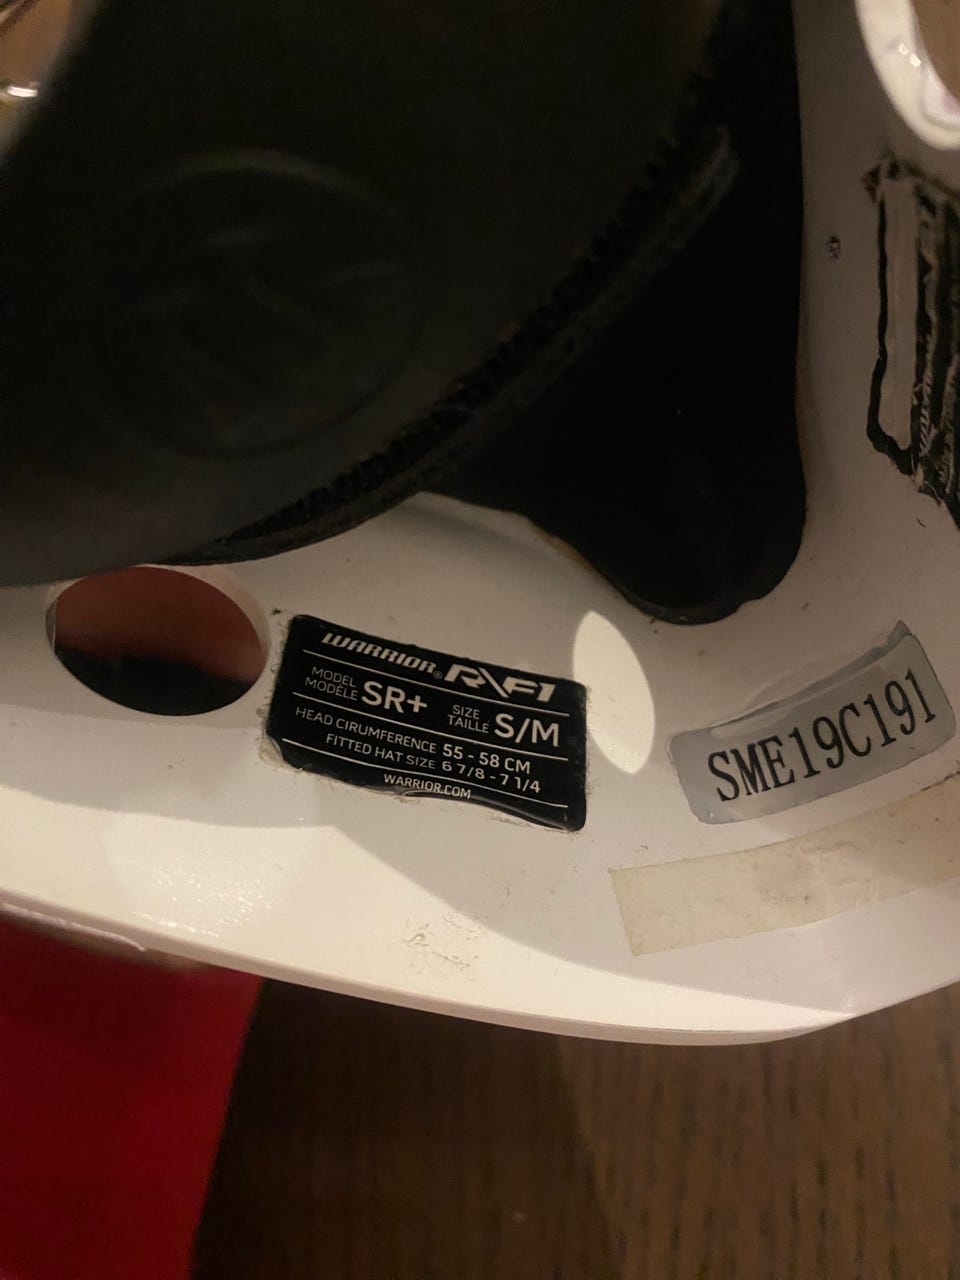 WARRIOR® R/F1
MODEL
MODÈLE SR+ SIZE
TAILLE S/M
HEAD CIRUMFERENCE 55 - 58 CM
FITTED HAT SIZE 6 7/8 - 7 1/4
WARRIOR.COM
SME19C191